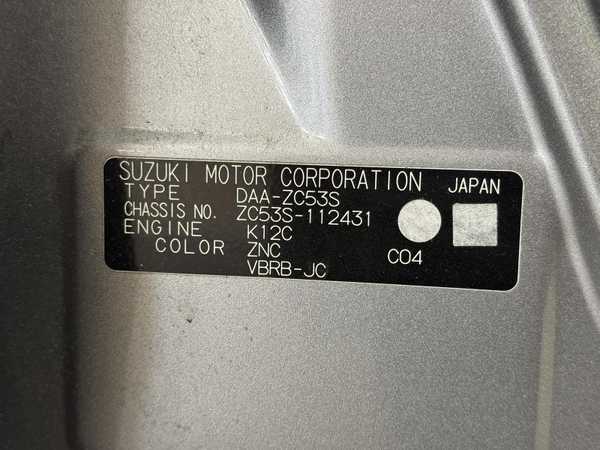 SUZUKI MOTOR CORPORATION JAPAN
TYPE DAA-ZC53S
CHASSIS NO. ZC53S-112431
ENGINE K12C
COLOR ZNC C04
VBRB-JC